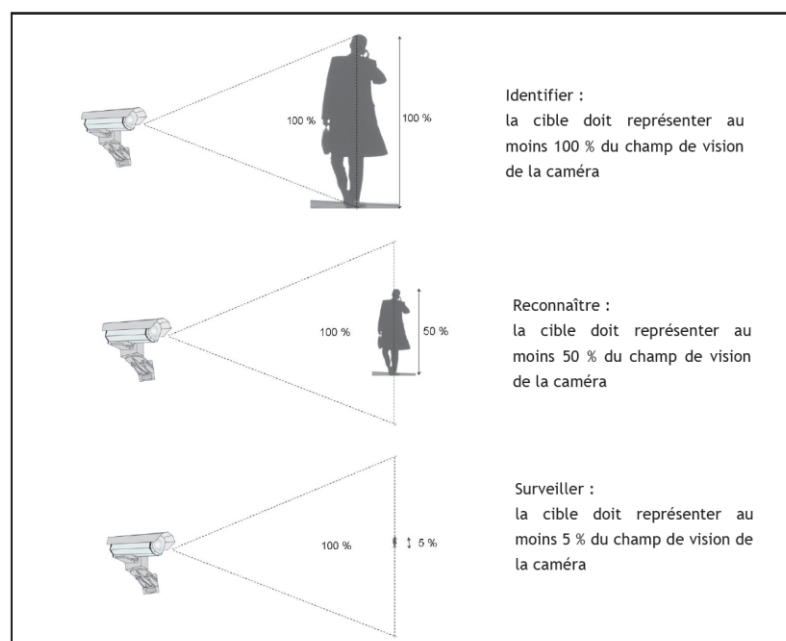 Identifier :
la cible doit représenter au
moins 100 % du champ de vision
de la caméra
100 %
100 %
Reconnaître :
la cible doit représenter au
moins 50 % du champ de vision
de la caméra
100 %
50 %
Surveiller :
la cible doit représenter au
moins 5 % du champ de vision de
la caméra
100 %
5 %